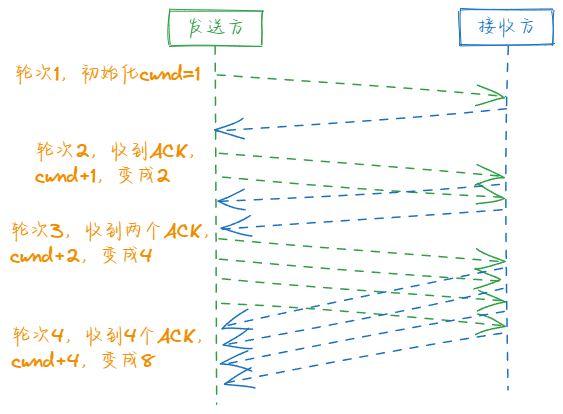 发送方
接收方
轮次1，初始化cwnd=1
轮次2，收到ACK，
cwnd+1，变成2
轮次3，收到两个ACK，
cwnd+2，变成4
轮次4，收到4个ACK，
cwnd+4，变成8